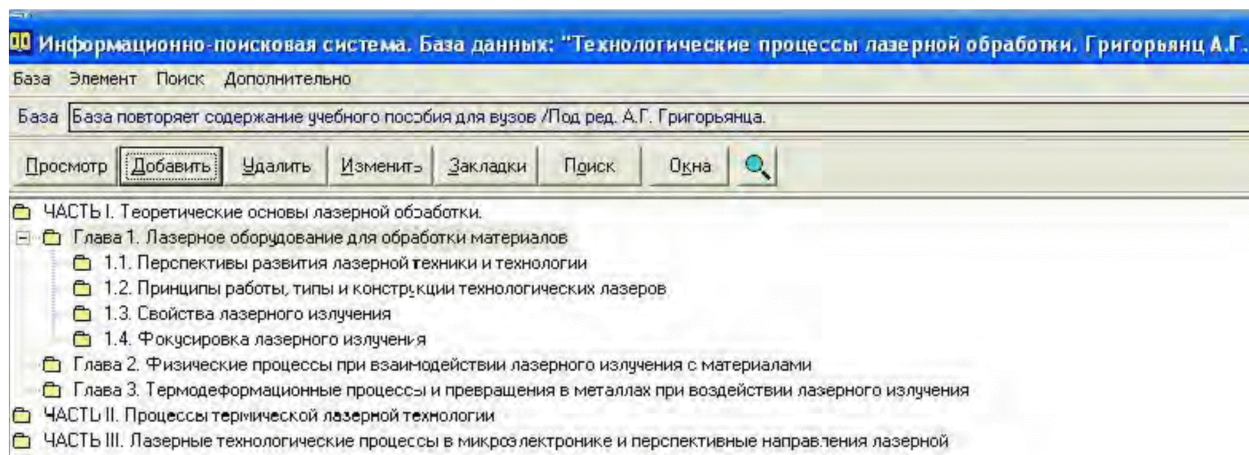 Информационно-поисковая система. База данных: "Технологические процессы лазерной обработки. Григорьянц А.Г.
База Элемент Поиск Дополнительно
База База повторяет содержание учебного пособия для вузов /Под ред. А.Г. Григорьянца.
Просмотр Добавить Удалить Изменить Закладки Поиск Окна
ЧАСТЬ I. Теоретические основы лазерной обработки.
Глава 1. Лазерное оборудование для обработки материалов
1.1. Перспективы развития лазерной техники и технологии
1.2. Принципы работы, типы и конструкции технологических лазеров
1.3. Свойства лазерного излучения
1.4. Фокусировка лазерного излучения
Глава 2. Физические процессы при взаимодействии лазерного излучения с материалами
Глава 3. Термодеформационные процессы и превращения в металлах при воздействии лазерного излучения
ЧАСТЬ II. Процессы термической лазерной технологии
ЧАСТЬ III. Лазерные технологические процессы в микроэлектронике и перспективные направления лазерной